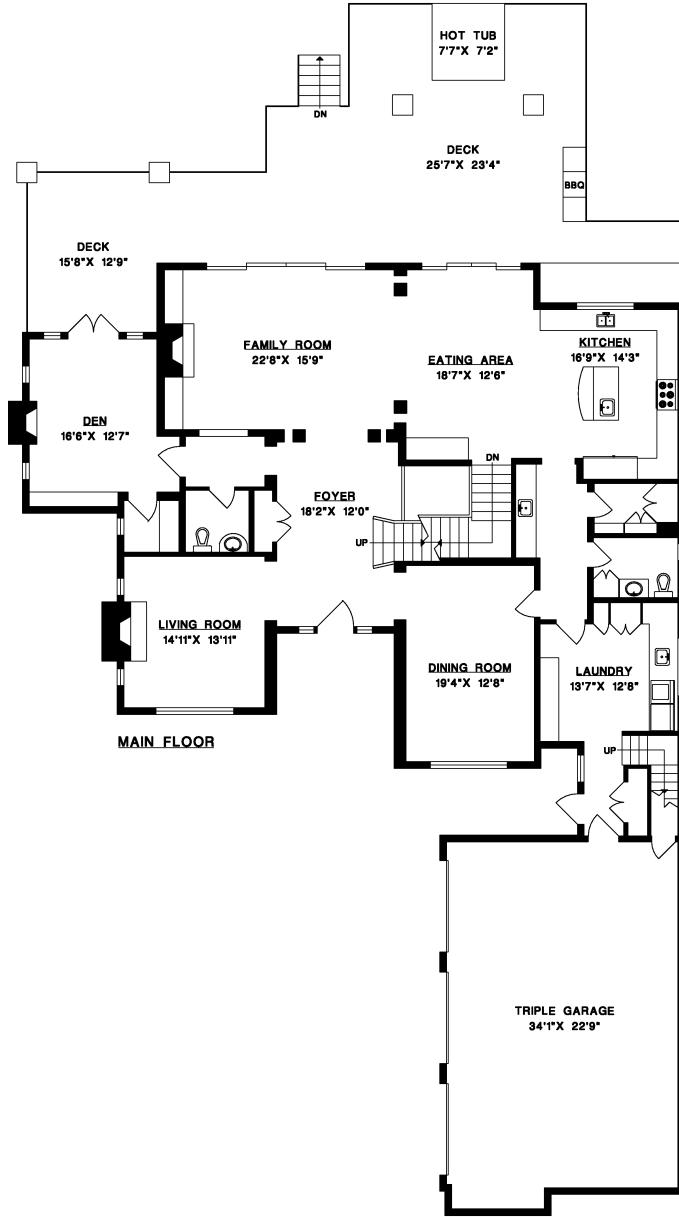 HOT TUB
7'7"X 7'2"
DN
DECK
25'7"X 23'4"
BBQ
DECK
15'8"X 12'9"
FAMILY ROOM
22'8"X 15'9"
KITCHEN
16'9"X 14'3"
EATING AREA
18'7"X 12'6"
DEN
16'6"X 12'7"
DN
FOYER
18'2"X 12'0"
UP
LIVING ROOM
14'11"X 13'11"
DINING ROOM
19'4"X 12'8"
LAUNDRY
13'7"X 12'8"
MAIN FLOOR
UP
TRIPLE GARAGE
34'1"X 22'9"